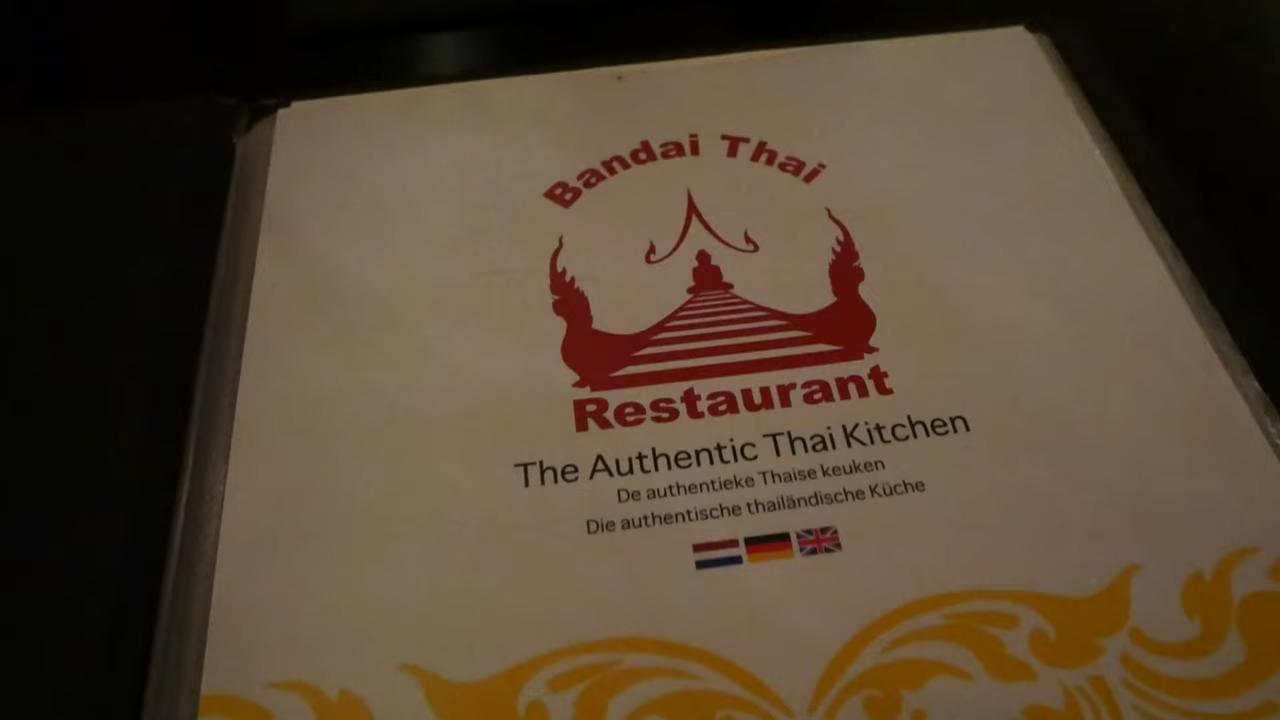 Bandai Thai
Restaurant
The Authentic Thai Kitchen
De authentieke Thaise keuken
Die authentische thailändische Küche